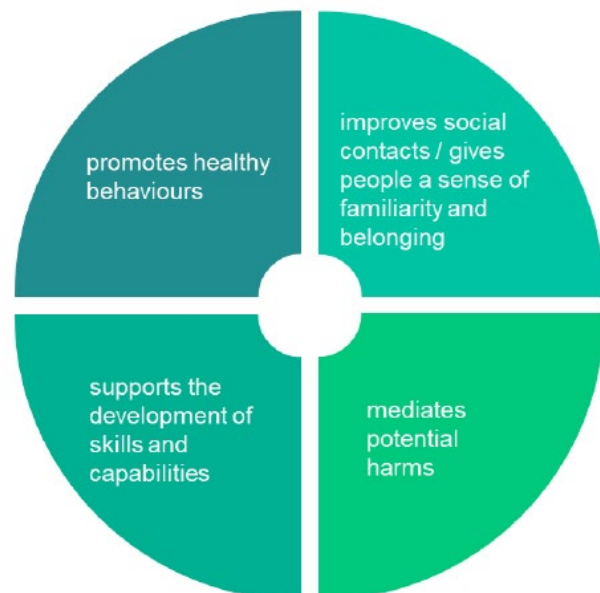 promotes healthy
behaviours
improves social
contacts / gives
people a sense of
familiarity and
belonging
supports the
development of
skills and
capabilities
mediates
potential
harms